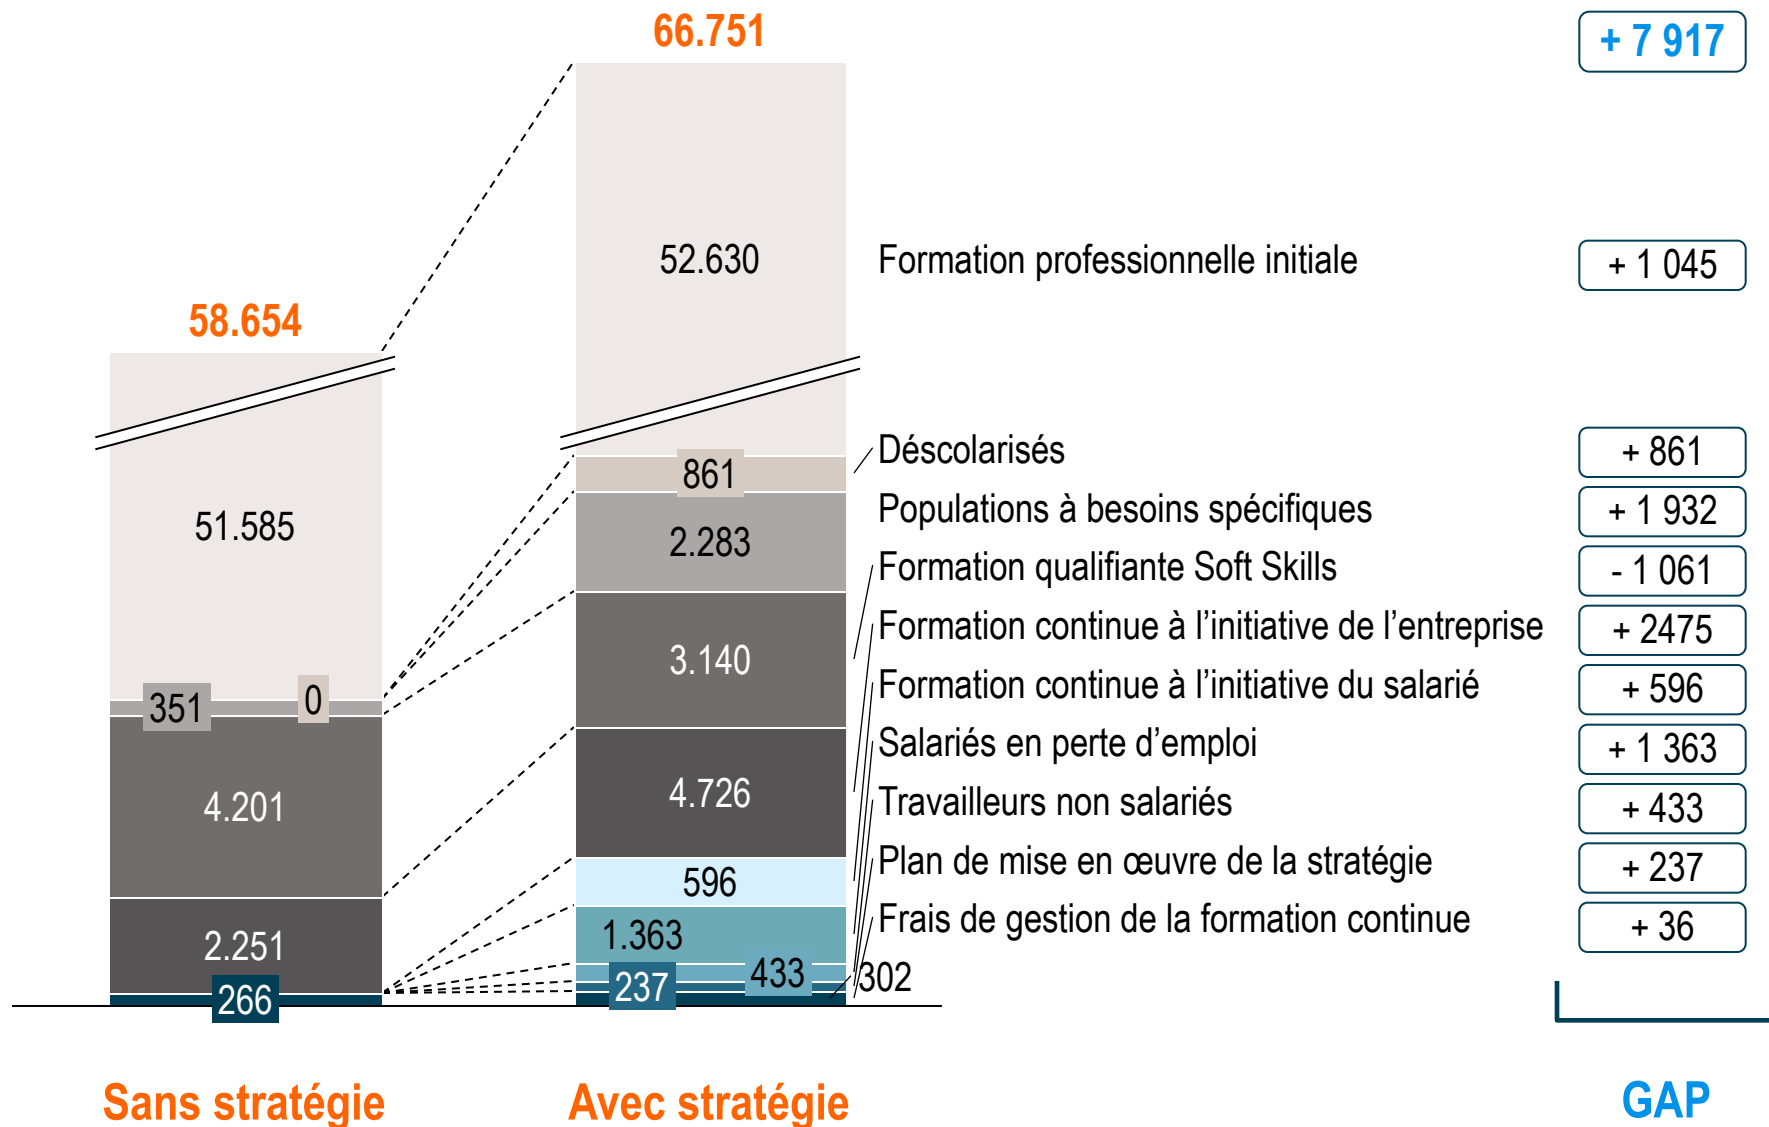 66.751
+ 7 917
52.630
Formation professionnelle initiale
+ 1 045
58.654
51.585
861
Déscolarisés
+ 861
2.283
Populations à besoins spécifiques
+ 1 932
Formation qualifiante Soft Skills
- 1 061
3.140
Formation continue à l’initiative de l’entreprise
+ 2475
351
0
Formation continue à l’initiative du salarié
+ 596
Salariés en perte d’emploi
+ 1 363
4.201
4.726
Travailleurs non salariés
+ 433
596
Plan de mise en œuvre de la stratégie
+ 237
2.251
1.363
Frais de gestion de la formation continue
+ 36
266
237
433
302
Sans stratégie
Avec stratégie
GAP